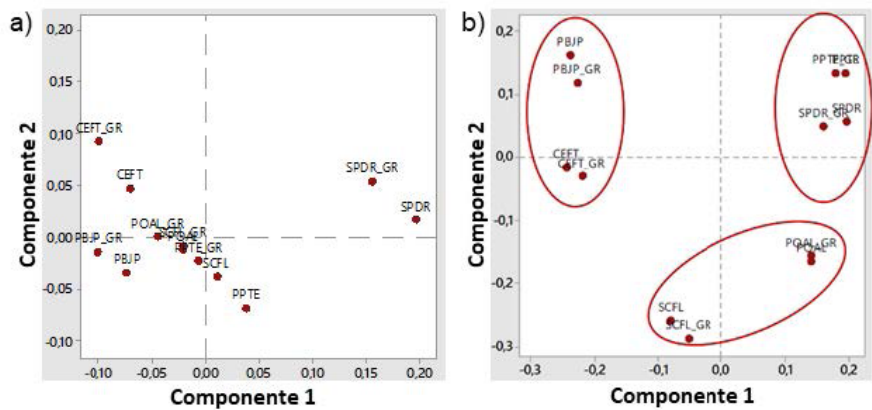 a)
0,20
0,15
0,10
0,05
0,00
-0,05
-0,10
Componente 2
CEFT_GR
CEFT
SPDR_GR
SPDR
POAL_GR
PBJP_GR
PPTE_GR
PBJP
SCFL
PPTE
-0,10
-0,05
0,00
0,05
0,10
0,15
0,20
Componente 1
b)
0,2
0,1
0,0
-0,1
-0,2
-0,3
Componente 2
PBJP
PBJP_GR
SPDR_GR
SPDR
CEFT
CEFT_GR
POAL_GR
POAL
SCFL
SCFL_GR
-0,3
-0,2
-0,1
0,0
0,1
0,2
Componente 1